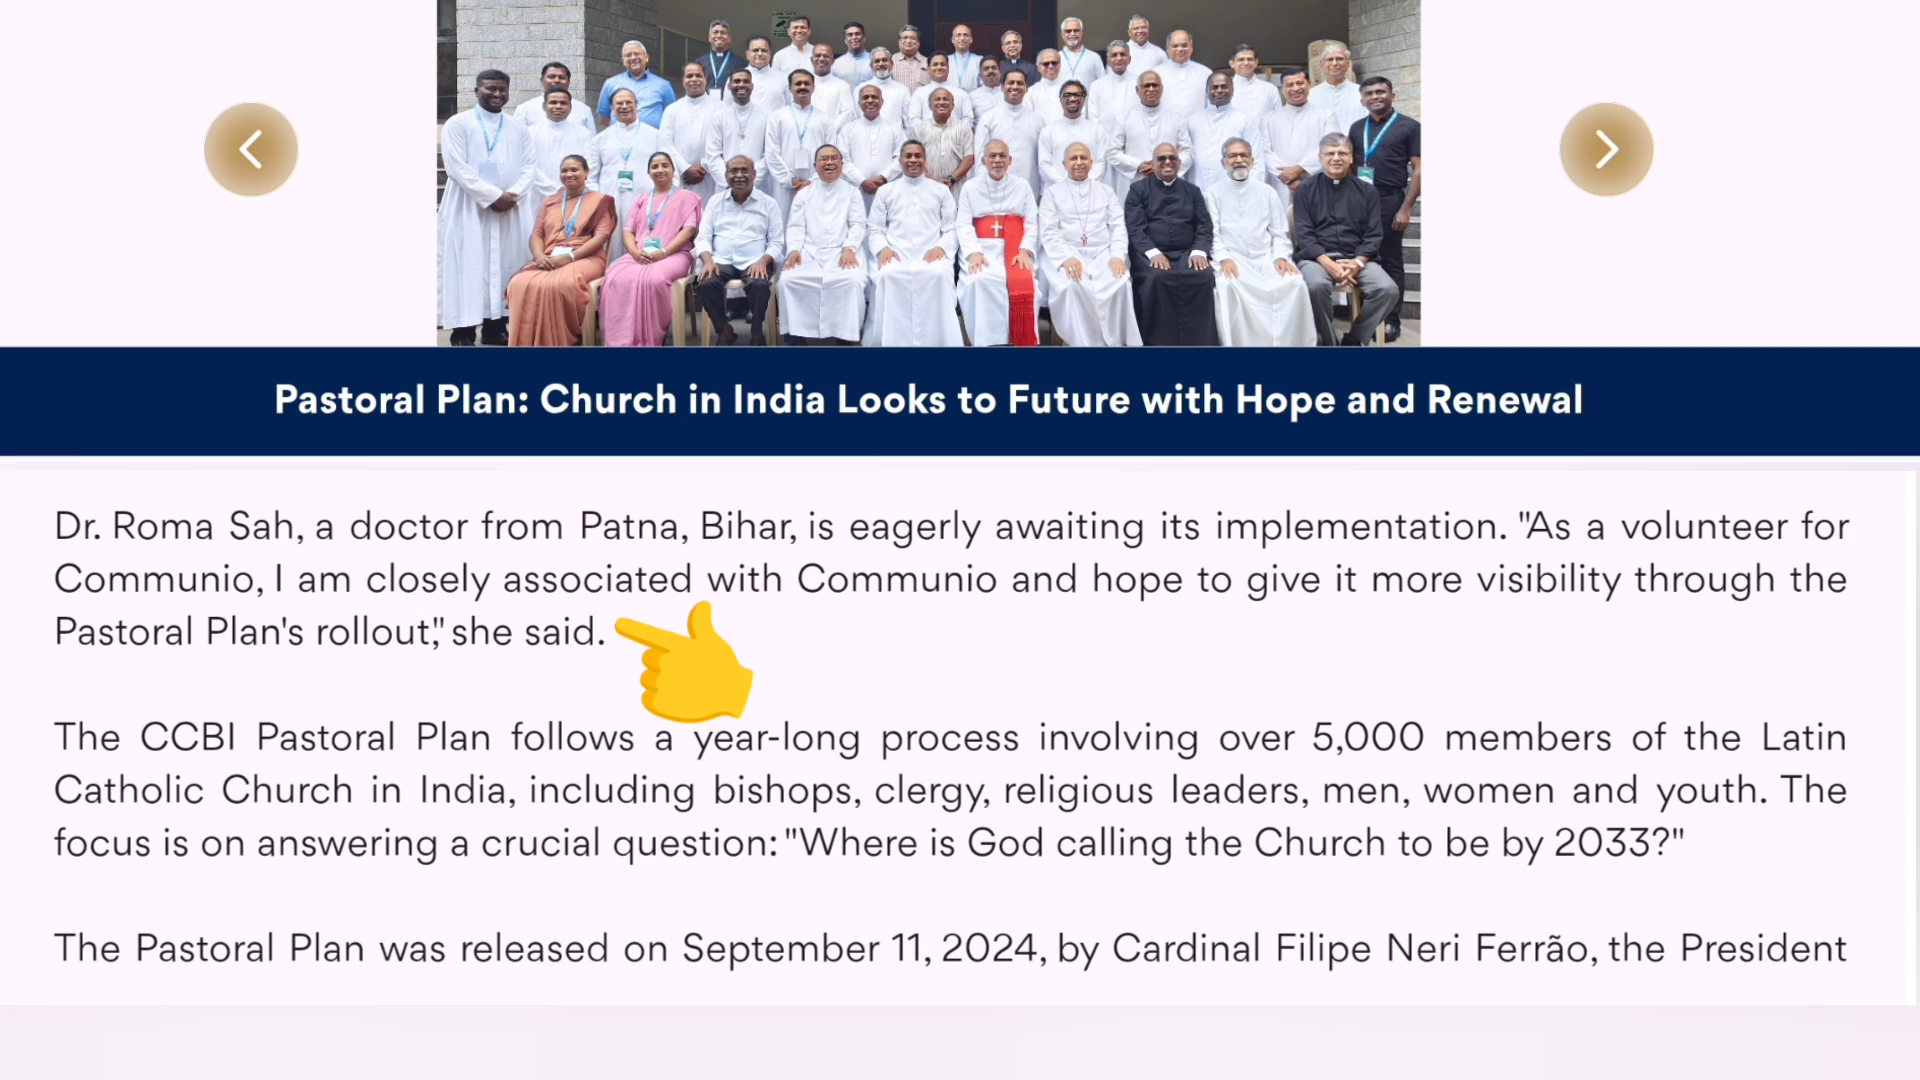 Pastoral Plan: Church in India Looks to Future with Hope and Renewal
Dr. Roma Sah, a doctor from Patna, Bihar, is eagerly awaiting its implementation. "As a volunteer for
Communio, I am closely associated with Communio and hope to give it more visibility through the
Pastoral Plan's rollout," she said.
The CCBI Pastoral Plan follows a year-long process involving over 5,000 members of the Latin
Catholic Church in India, including bishops, clergy, religious leaders, men, women and youth. The
focus is on answering a crucial question: "Where is God calling the Church to be by 2033?"
The Pastoral Plan was released on September 11, 2024, by Cardinal Filipe Neri Ferrão, the President